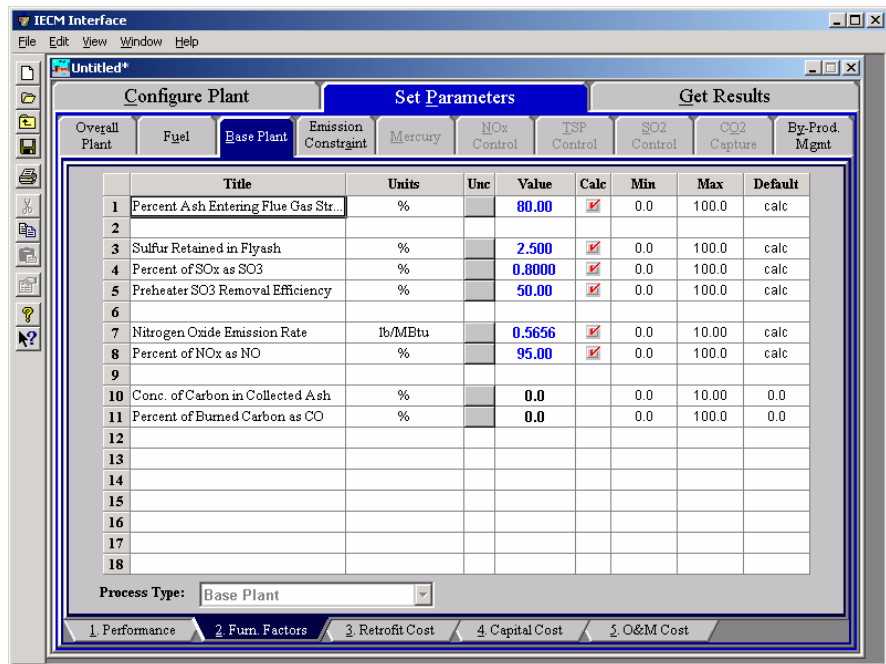 IECM Interface
File Edit View Window Help
Untitled*
Configure Plant Set Parameters Get Results
Overall Plant Fuel Base Plant Emission Constraint Mercury NOx Control TSP Control SO2 Control CO2 Capture By-Prod. Mgmt
Title Units Unc Value Calc Min Max Default
1 Percent Ash Entering Flue Gas Str... % 80.00 0.0 100.0 calc
2
3 Sulfur Retained in Flyash % 2.500 0.0 100.0 calc
4 Percent of SOx as SO3 % 0.8000 0.0 100.0 calc
5 Preheater SO3 Removal Efficiency % 50.00 0.0 100.0 calc
6
7 Nitrogen Oxide Emission Rate lb/MBtu 0.5656 0.0 10.00 calc
8 Percent of NOx as NO % 95.00 0.0 100.0 calc
9
10 Conc. of Carbon in Collected Ash % 0.0 0.0 10.00 0.0
11 Percent of Burned Carbon as CO % 0.0 0.0 100.0 0.0
12
13
14
15
16
17
18
Process Type: Base Plant
1. Performance 2. Furn. Factors 3. Retrofit Cost 4. Capital Cost 5. O&M Cost